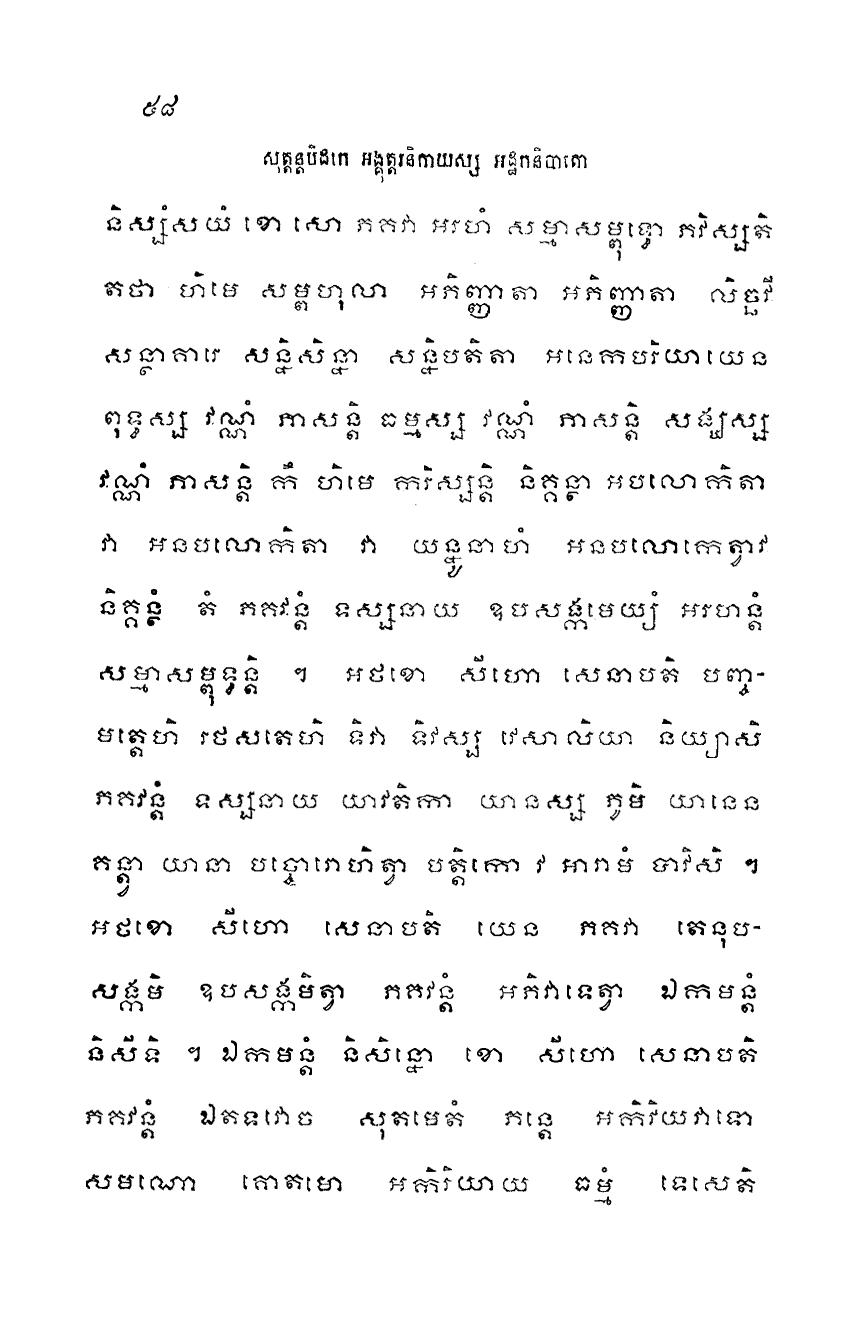 ៥៨
សុត្តន្តបិដកេ អង្គុត្តរនិកាយស្ស អដ្ឋកនិបាតោ
និស្សំសយំ ខោ សោ ភគវា អរហំ សម្មាសម្ពុទ្ធោ ភវិស្សតិ
តថា ហិមេ សម្ពហុលា អភិញ្ញាតា អភិញ្ញាតា លិច្ឆវី
សន្ថាគារេ សន្និសិន្នា សន្និបតិតា អនេកបរិយាយេន
ពុទ្ធស្ស វណ្ណំ ភាសន្តិ ធម្មស្ស វណ្ណំ ភាសន្តិ សង្ឃស្ស
វណ្ណំ ភាសន្តិ កឹ ហិមេ ករិស្សន្តិ និគ្គន្ថា អបលោកិតា
វា អនបលោកិតា វា យន្នូនាហំ អនបលោកេត្វាវ
និគ្គន្ថំ តំ ភគវន្តំ ទស្សនាយ ឧបសង្កមេយ្យំ អរហន្តំ
សម្មាសម្ពុទ្ធន្តិ ។ អថខោ សីហោ សេនាបតិ បញ្ច-
មត្តេហិ រថសតេហិ ទិវា ទិវស្ស វេសាលិយា និយ្យាសិ
ភគវន្តំ ទស្សនាយ យាវតិកា យានស្ស ភូមិ យានេន
គន្ត្វា យានា បច្ចោរោហិត្វា បត្តិកោ វ អារាមំ បាវិសិ ។
អថខោ សីហោ សេនាបតិ យេន ភគវា តេនុប-
សង្កមិ ឧបសង្កមិត្វា ភគវន្តំ អភិវាទេត្វា ឯកមន្តំ
និសីទិ ។ ឯកមន្តំ និសិន្នោ ខោ សីហោ សេនាបតិ
ភគវន្តំ ឯតទវោច សុតមេតំ ភន្តេ អកិរិយវាទោ
សមណោ គោតមោ អកិរិយាយ ធម្មំ ទេសេតិ